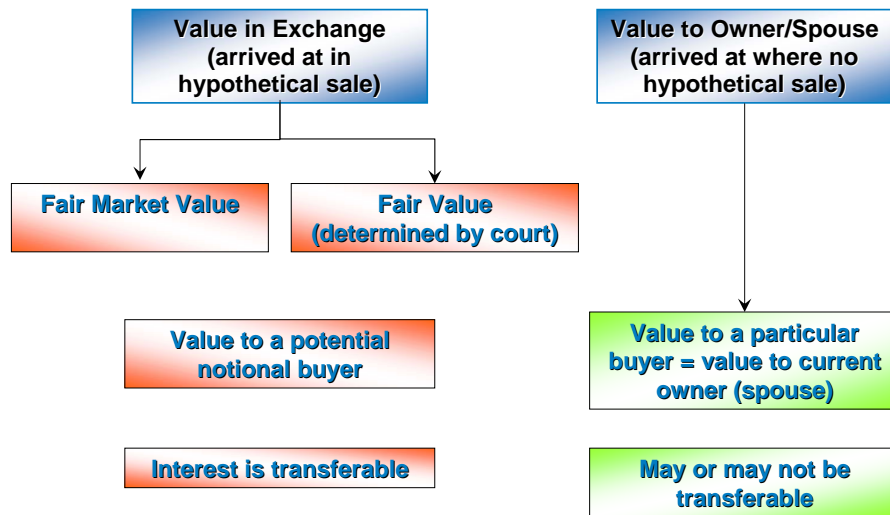 Value in Exchange
(arrived at in
hypothetical sale)
Value to Owner/Spouse
(arrived at where no
hypothetical sale)
Fair Market Value
Fair Value
(determined by court)
Value to a potential
notional buyer
Value to a particular
buyer = value to current
owner (spouse)
Interest is transferable
May or may not be
transferable